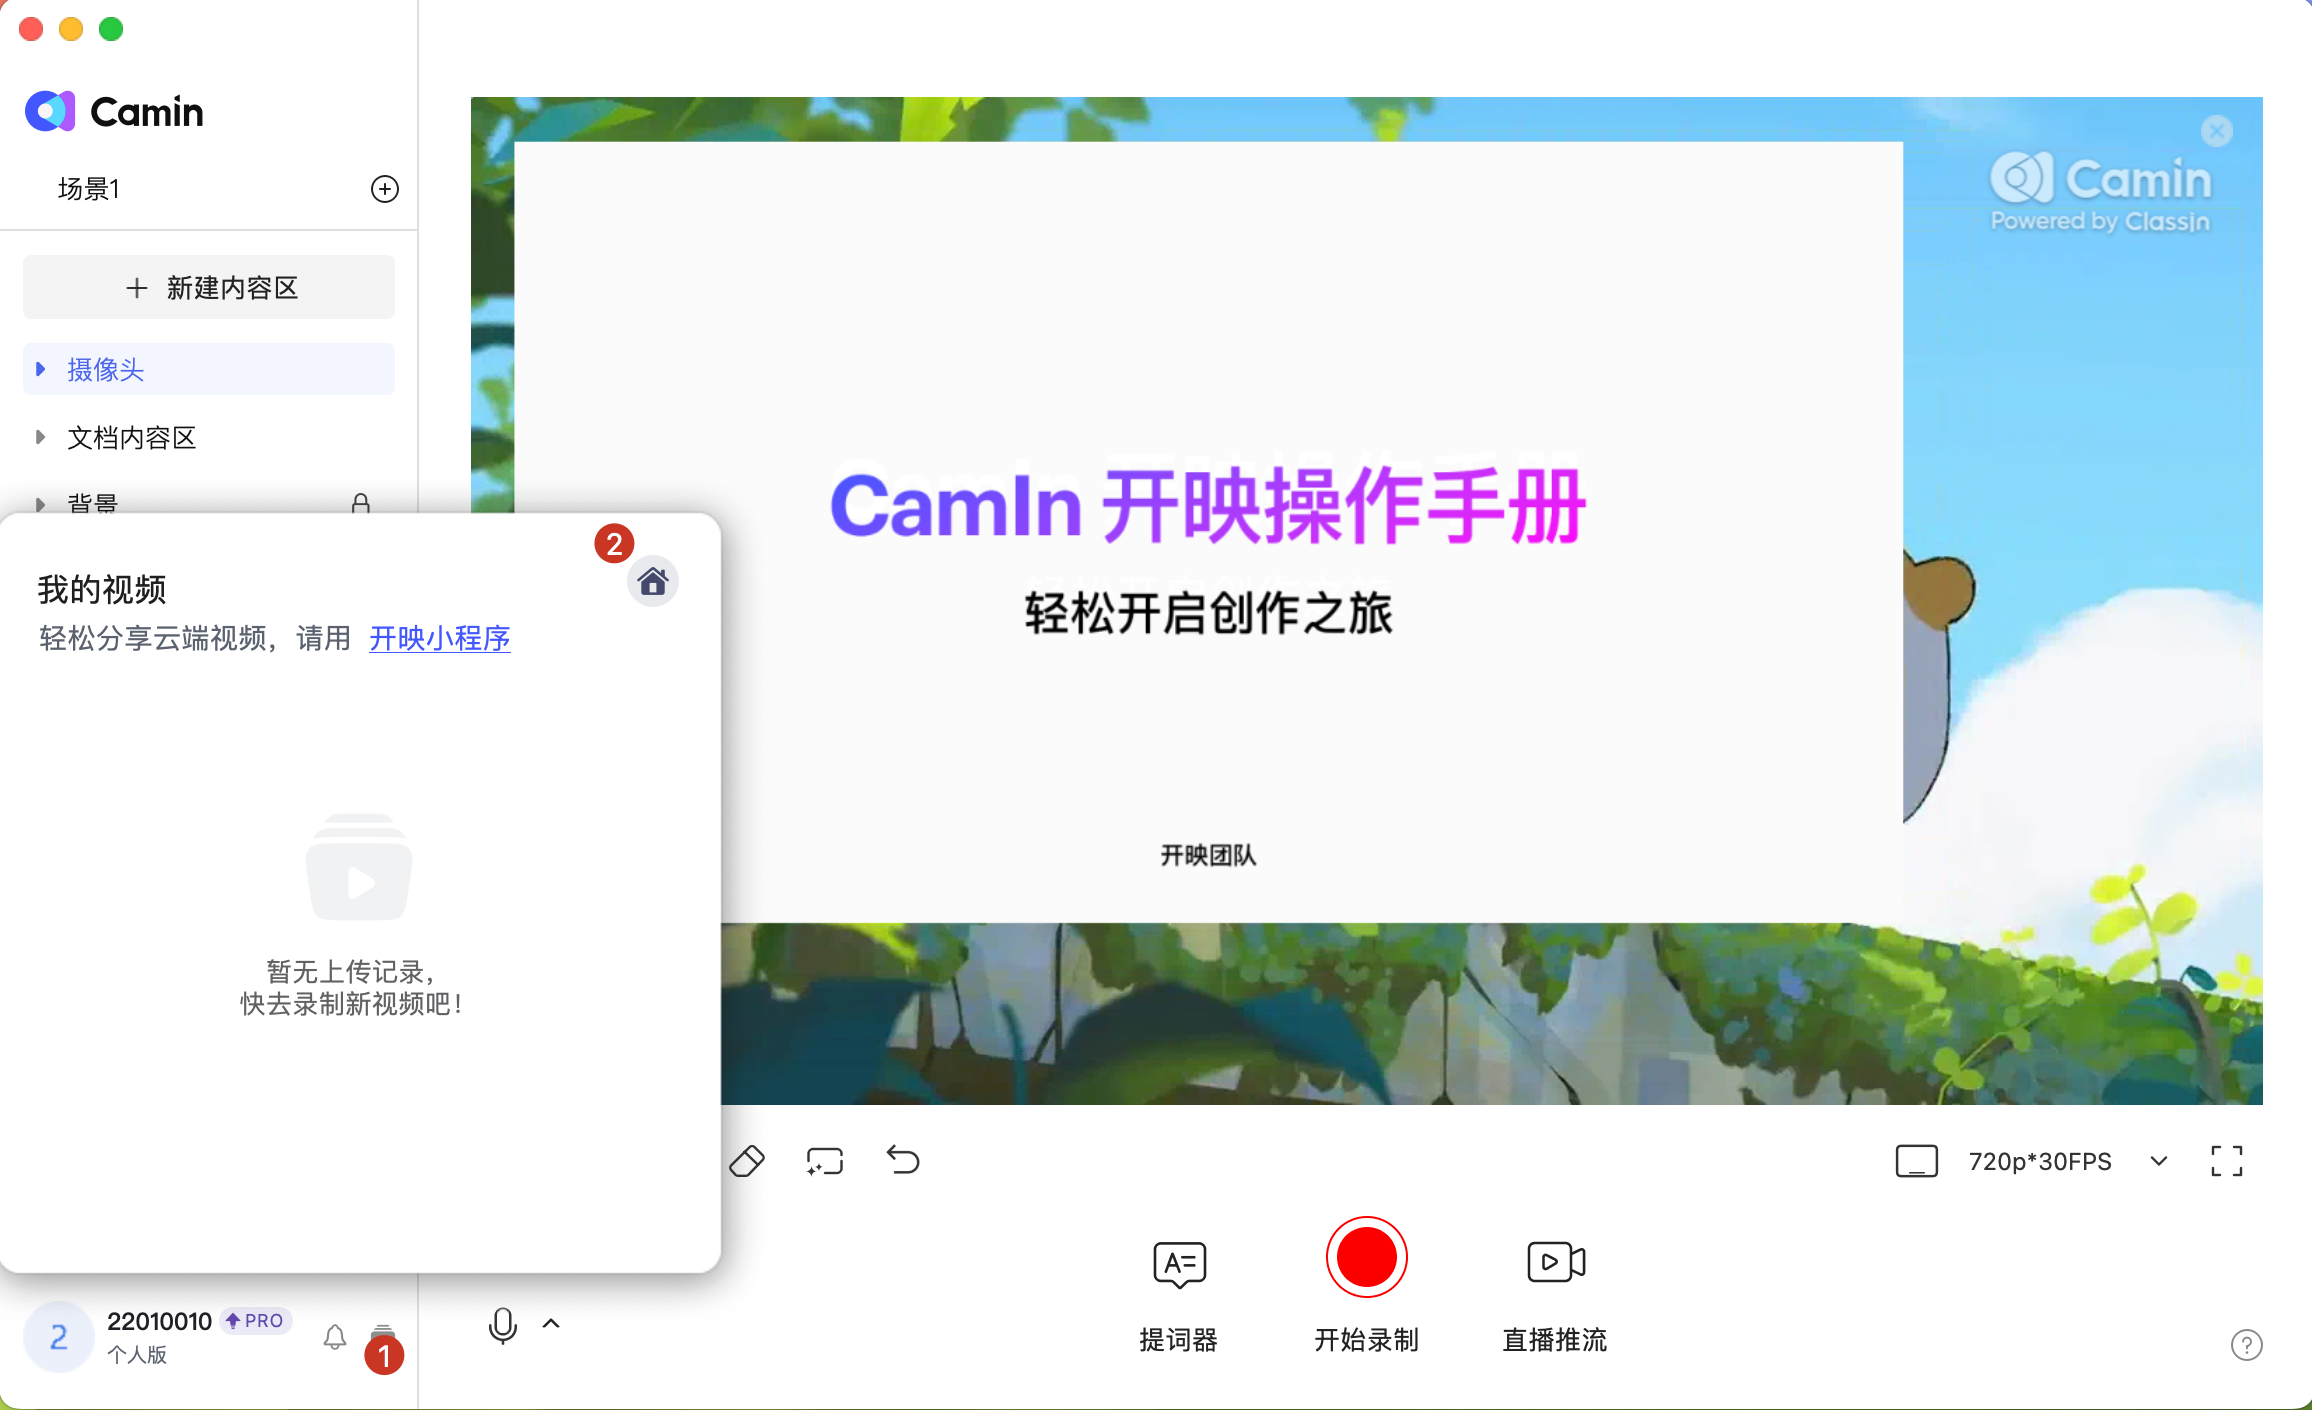 Camin
场景1
新建内容区
摄像头
文档内容区
背景
2
我的视频
轻松分享云端视频，请用 开映小程序
暂无上传记录，
快去录制新视频吧！
2
22010010 PRO
个人版
1
Camin
Powered by ClassIn
CamIn 开映操作手册
轻松开启创作之旅
开映团队
720p*30FPS
A
提词器
开始录制
直播推流
?